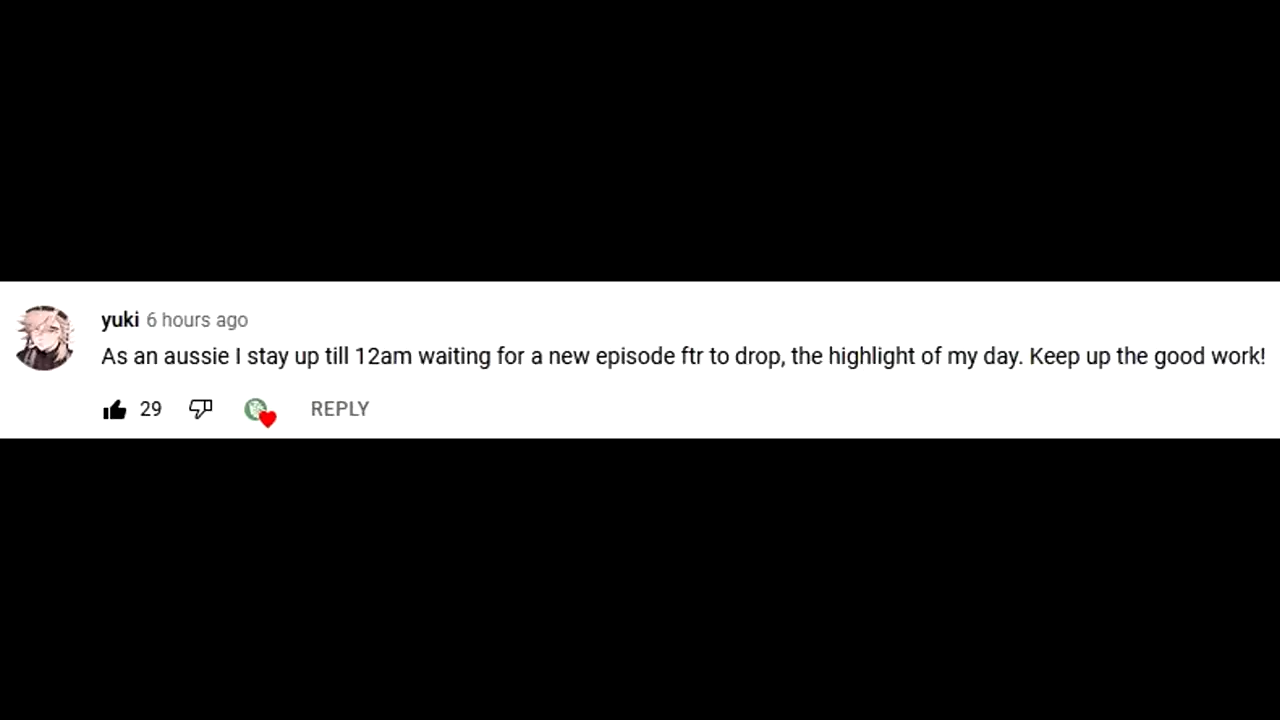 yuki 6 hours ago
As an aussie I stay up till 12am waiting for a new episode ftr to drop, the highlight of my day. Keep up the good work!
29 REPLY